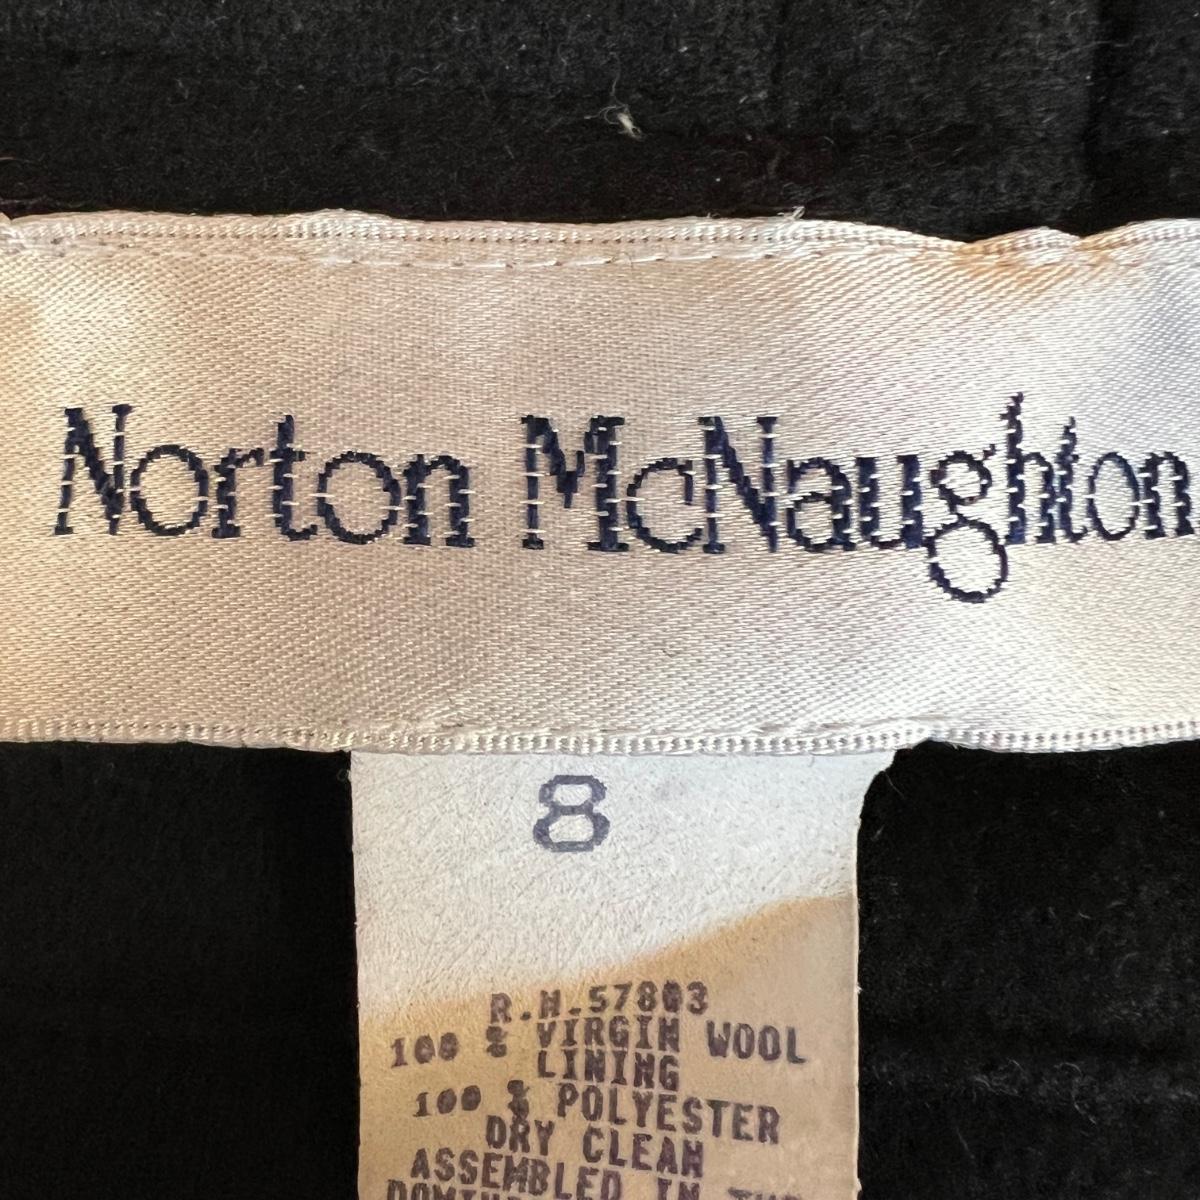 Norton McNaughton
8
R.N.57803
100 % VIRGIN WOOL
LINING
100 % POLYESTER
DRY CLEAN
ASSEMBLED IN THE